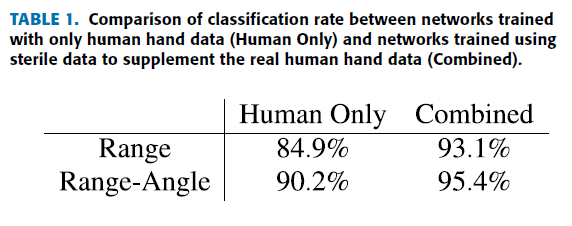 TABLE 1. Comparison of classification rate between networks trained
with only human hand data (Human Only) and networks trained using
sterile data to supplement the real human hand data (Combined).
Human Only Combined
Range 84.9% 93.1%
Range-Angle 90.2% 95.4%